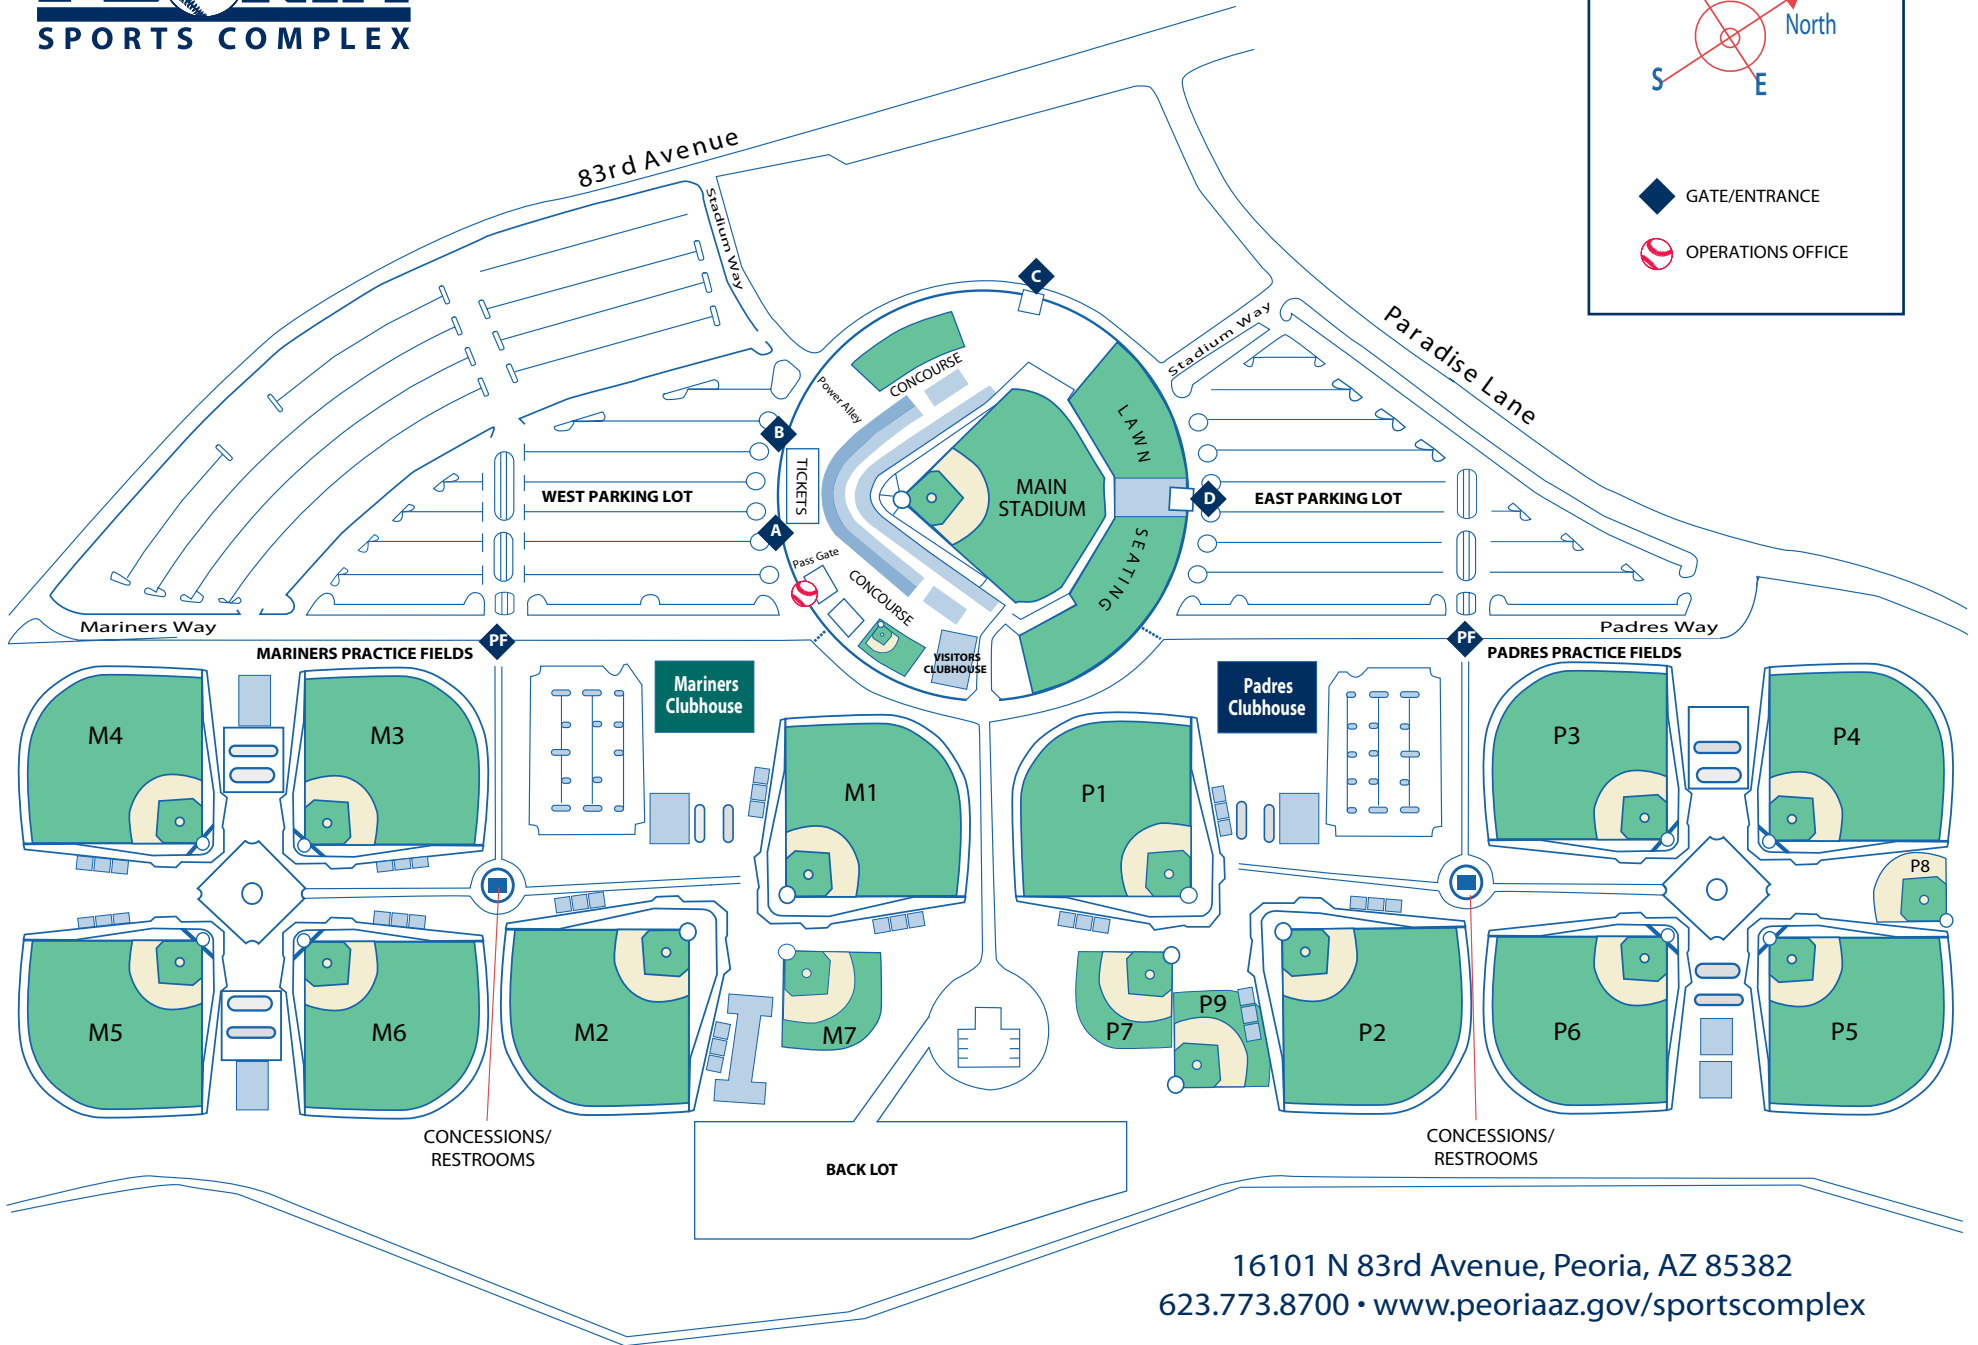 SPORTS COMPLEX
North
S
E
GATE/ENTRANCE
OPERATIONS OFFICE
83rd Avenue
Stadium Way
C
Stadium Way
Paradise Lane
CONCOURSE
Power Alley
LAWN
B
TICKETS
WEST PARKING LOT
MAIN
STADIUM
D
EAST PARKING LOT
A
SEATING
Pass Gate
CONCOURSE
Mariners Way
PF
MARINERS PRACTICE FIELDS
VISITORS
CLUBHOUSE
Padres Way
PF
PADRES PRACTICE FIELDS
Mariners
Clubhouse
Padres
Clubhouse
M4
M3
M1
P1
P3
P4
P8
M5
M6
M2
M7
P7
P9
P2
P6
P5
CONCESSIONS/
RESTROOMS
CONCESSIONS/
RESTROOMS
BACK LOT
16101 N 83rd Avenue, Peoria, AZ 85382
623.773.8700 • www.peoriaaz.gov/sportscomplex